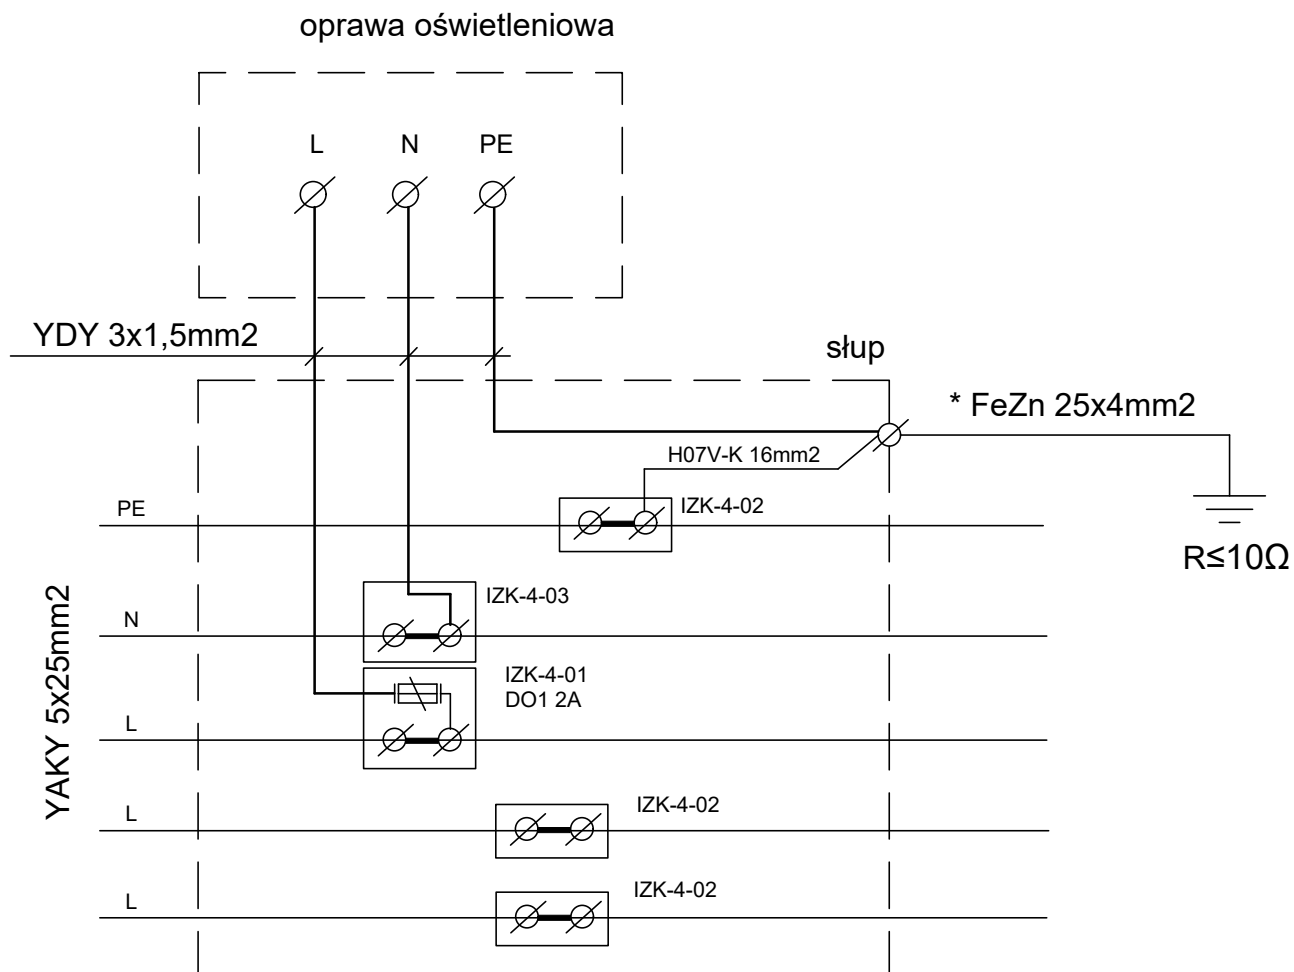 oprawa oświetleniowa
L N PE
YDY 3x1,5mm2
słup
* FeZn 25x4mm2
H07V-K 16mm2
PE
IZK-4-02
R≤10Ω
IZK-4-03
N
IZK-4-01
DO1 2A
L
YAKY 5x25mm2
IZK-4-02
L
IZK-4-02
L